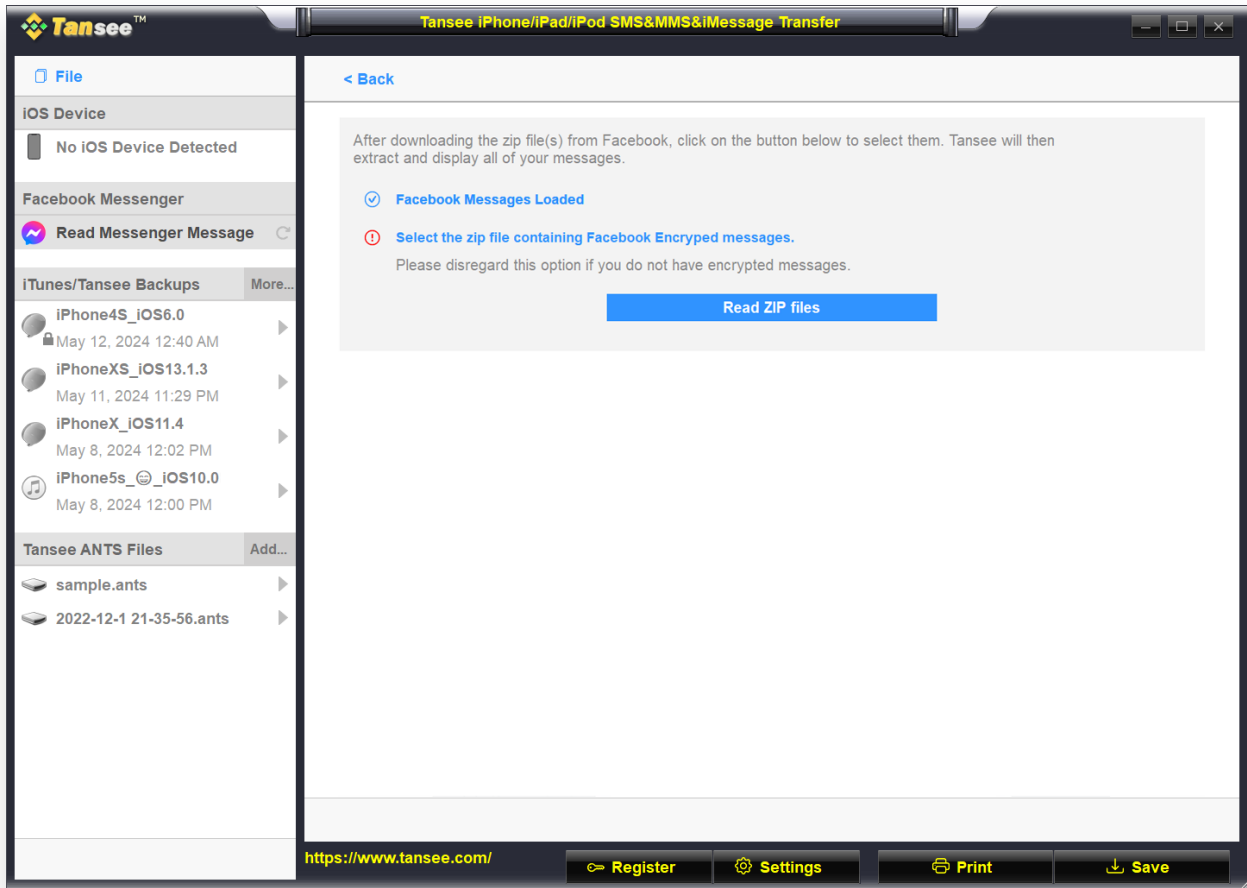 Tansee™
Tansee iPhone/iPad/iPod SMS&MMS&iMessage Transfer
File
iOS Device
No iOS Device Detected
Facebook Messenger
Read Messenger Message
iTunes/Tansee Backups More...
iPhone4S_iOS6.0
May 12, 2024 12:40 AM
iPhoneXS_iOS13.1.3
May 11, 2024 11:29 PM
iPhoneX_iOS11.4
May 8, 2024 12:02 PM
iPhone5s_😄_iOS10.0
May 8, 2024 12:00 PM
Tansee ANTS Files Add...
sample.ants
2022-12-1 21-35-56.ants
< Back
After downloading the zip file(s) from Facebook, click on the button below to select them. Tansee will then
extract and display all of your messages.
Facebook Messages Loaded
Select the zip file containing Facebook Encryped messages.
Please disregard this option if you do not have encrypted messages.
Read ZIP files
https://www.tansee.com/
Register
Settings
Print
Save